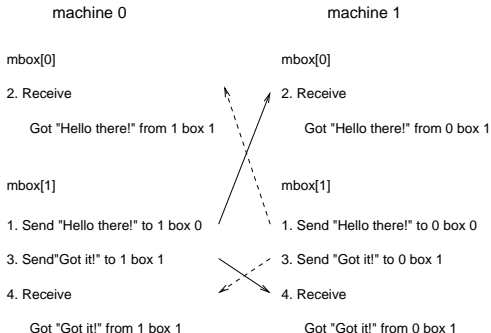 machine 0
mbox[0]
2. Receive
Got "Hello there!" from 1 box 1
mbox[1]
1. Send "Hello there!" to 1 box 0
3. Send"Got it!" to 1 box 1
4. Receive
Got "Got it!" from 1 box 1
machine 1
mbox[0]
2. Receive
Got "Hello there!" from 0 box 1
mbox[1]
1. Send "Hello there!" to 0 box 0
3. Send "Got it!" to 0 box 1
4. Receive
Got "Got it!" from 0 box 1